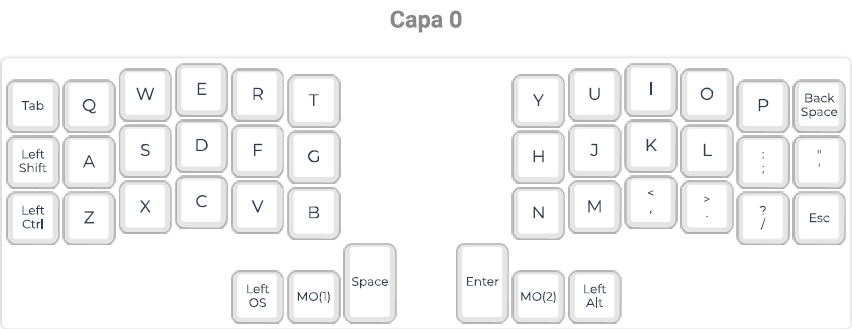 Capa 0
Tab Q W E R T Y U I O P Back Space
Left Shift A S D F G H J K L : ; " '
Left Ctrl Z X C V B N M < , > . ? / Esc
Left OS MO(1) Space Enter MO(2) Left Alt